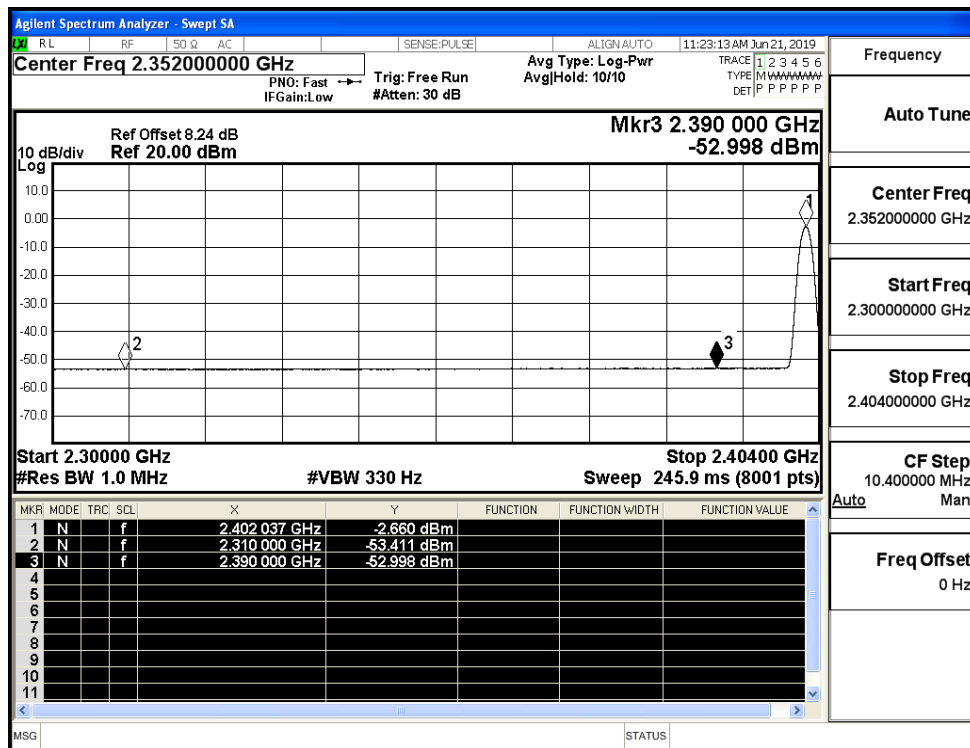 Agilent Spectrum Analyzer - Swept SA
LXI RL RF 50 Ω AC SENSE:PULSE ALIGN AUTO 11:23:13 AM Jun 21, 2019
Center Freq 2.352000000 GHz
PNO: Fast
IFGain:Low
Trig: Free Run
#Atten: 30 dB
Avg Type: Log-Pwr
Avg|Hold: 10/10
TRACE 1 2 3 4 5 6
TYPE M W W W W W
DET P P P P P P
Ref Offset 8.24 dB
10 dB/div Ref 20.00 dBm
Log
Mkr3 2.390 000 GHz
-52.998 dBm
10.0
0.00
-10.0
-20.0
-30.0
-40.0
-50.0
-60.0
-70.0
1
2
3
Start 2.30000 GHz Stop 2.40400 GHz
#Res BW 1.0 MHz #VBW 330 Hz Sweep 245.9 ms (8001 pts)
MKR MODE TRC SCL X Y FUNCTION FUNCTION WIDTH FUNCTION VALUE
1 N f 2.402 037 GHz -2.660 dBm
2 N f 2.310 000 GHz -53.411 dBm
3 N f 2.390 000 GHz -52.998 dBm
4
5
6
7
8
9
10
11
MSG STATUS
Frequency
Auto Tune
Center Freq
2.352000000 GHz
Start Freq
2.300000000 GHz
Stop Freq
2.404000000 GHz
CF Step
10.400000 MHz
Auto Man
Freq Offset
0 Hz